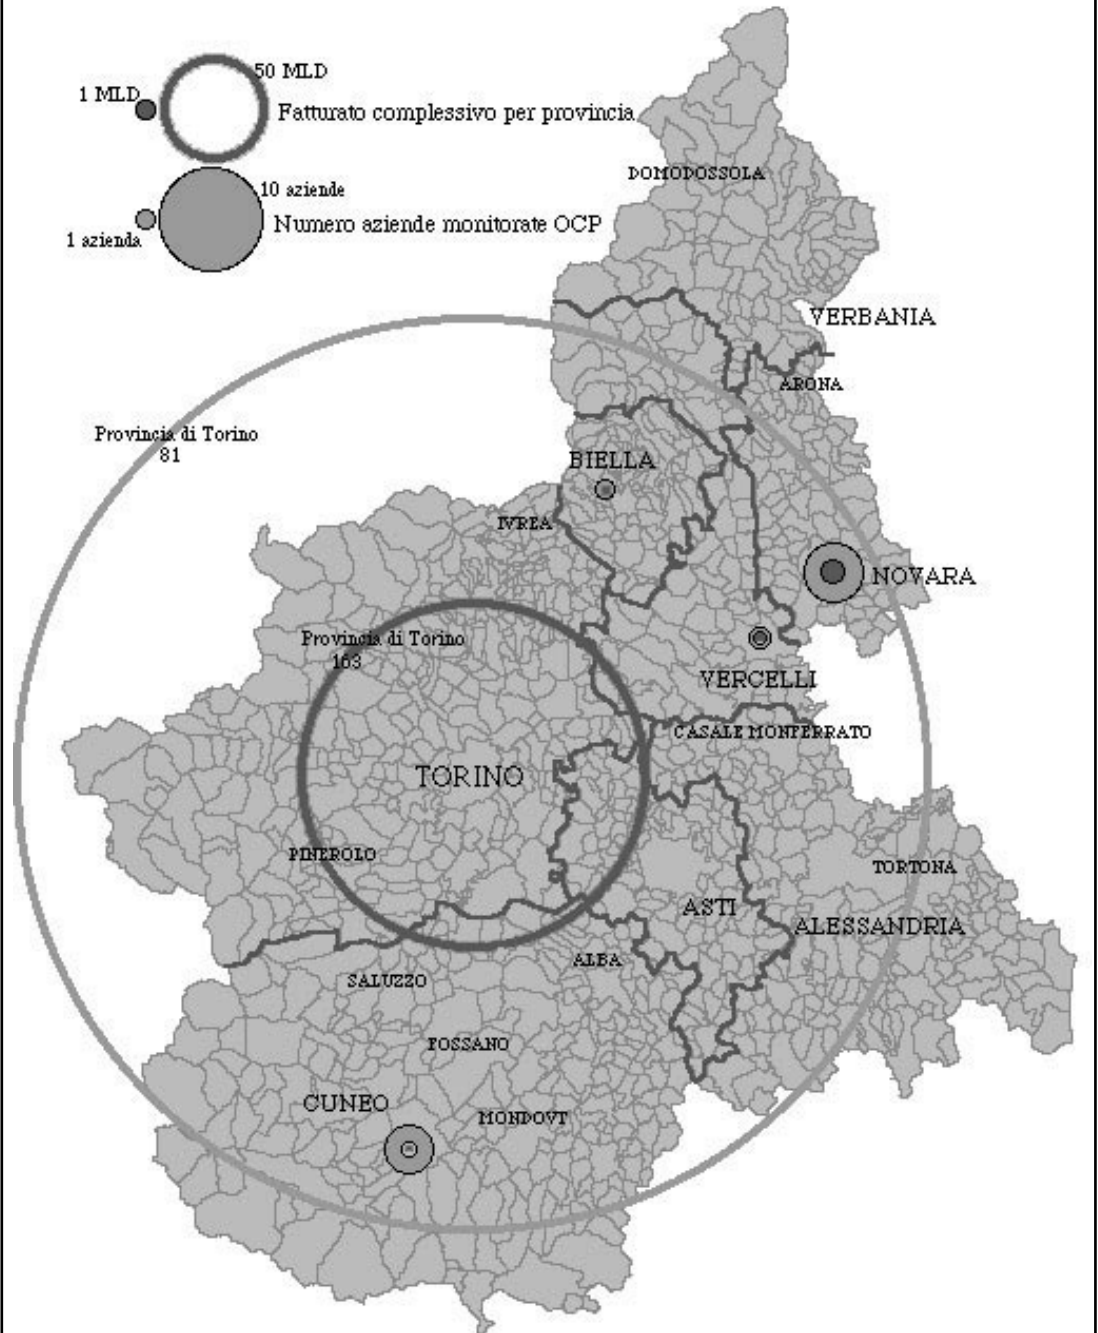 50 MLD
1 MLD
Fatturato complessivo per provincia
10 aziende
Numero aziende monitorate OCP
1 azienda
DOMODOSSOLA
VERBANIA
ARONA
Provincia di Torino
81
BIELLA
IVREA
NOVARA
Provincia di Torino
163
VERCELLI
CASALE MONFERRATO
TORINO
PINEROLO
TORTONA
ASTI
ALESSANDRIA
ALBA
SALUZZO
FOSSANO
CUNEO
MONDOVT